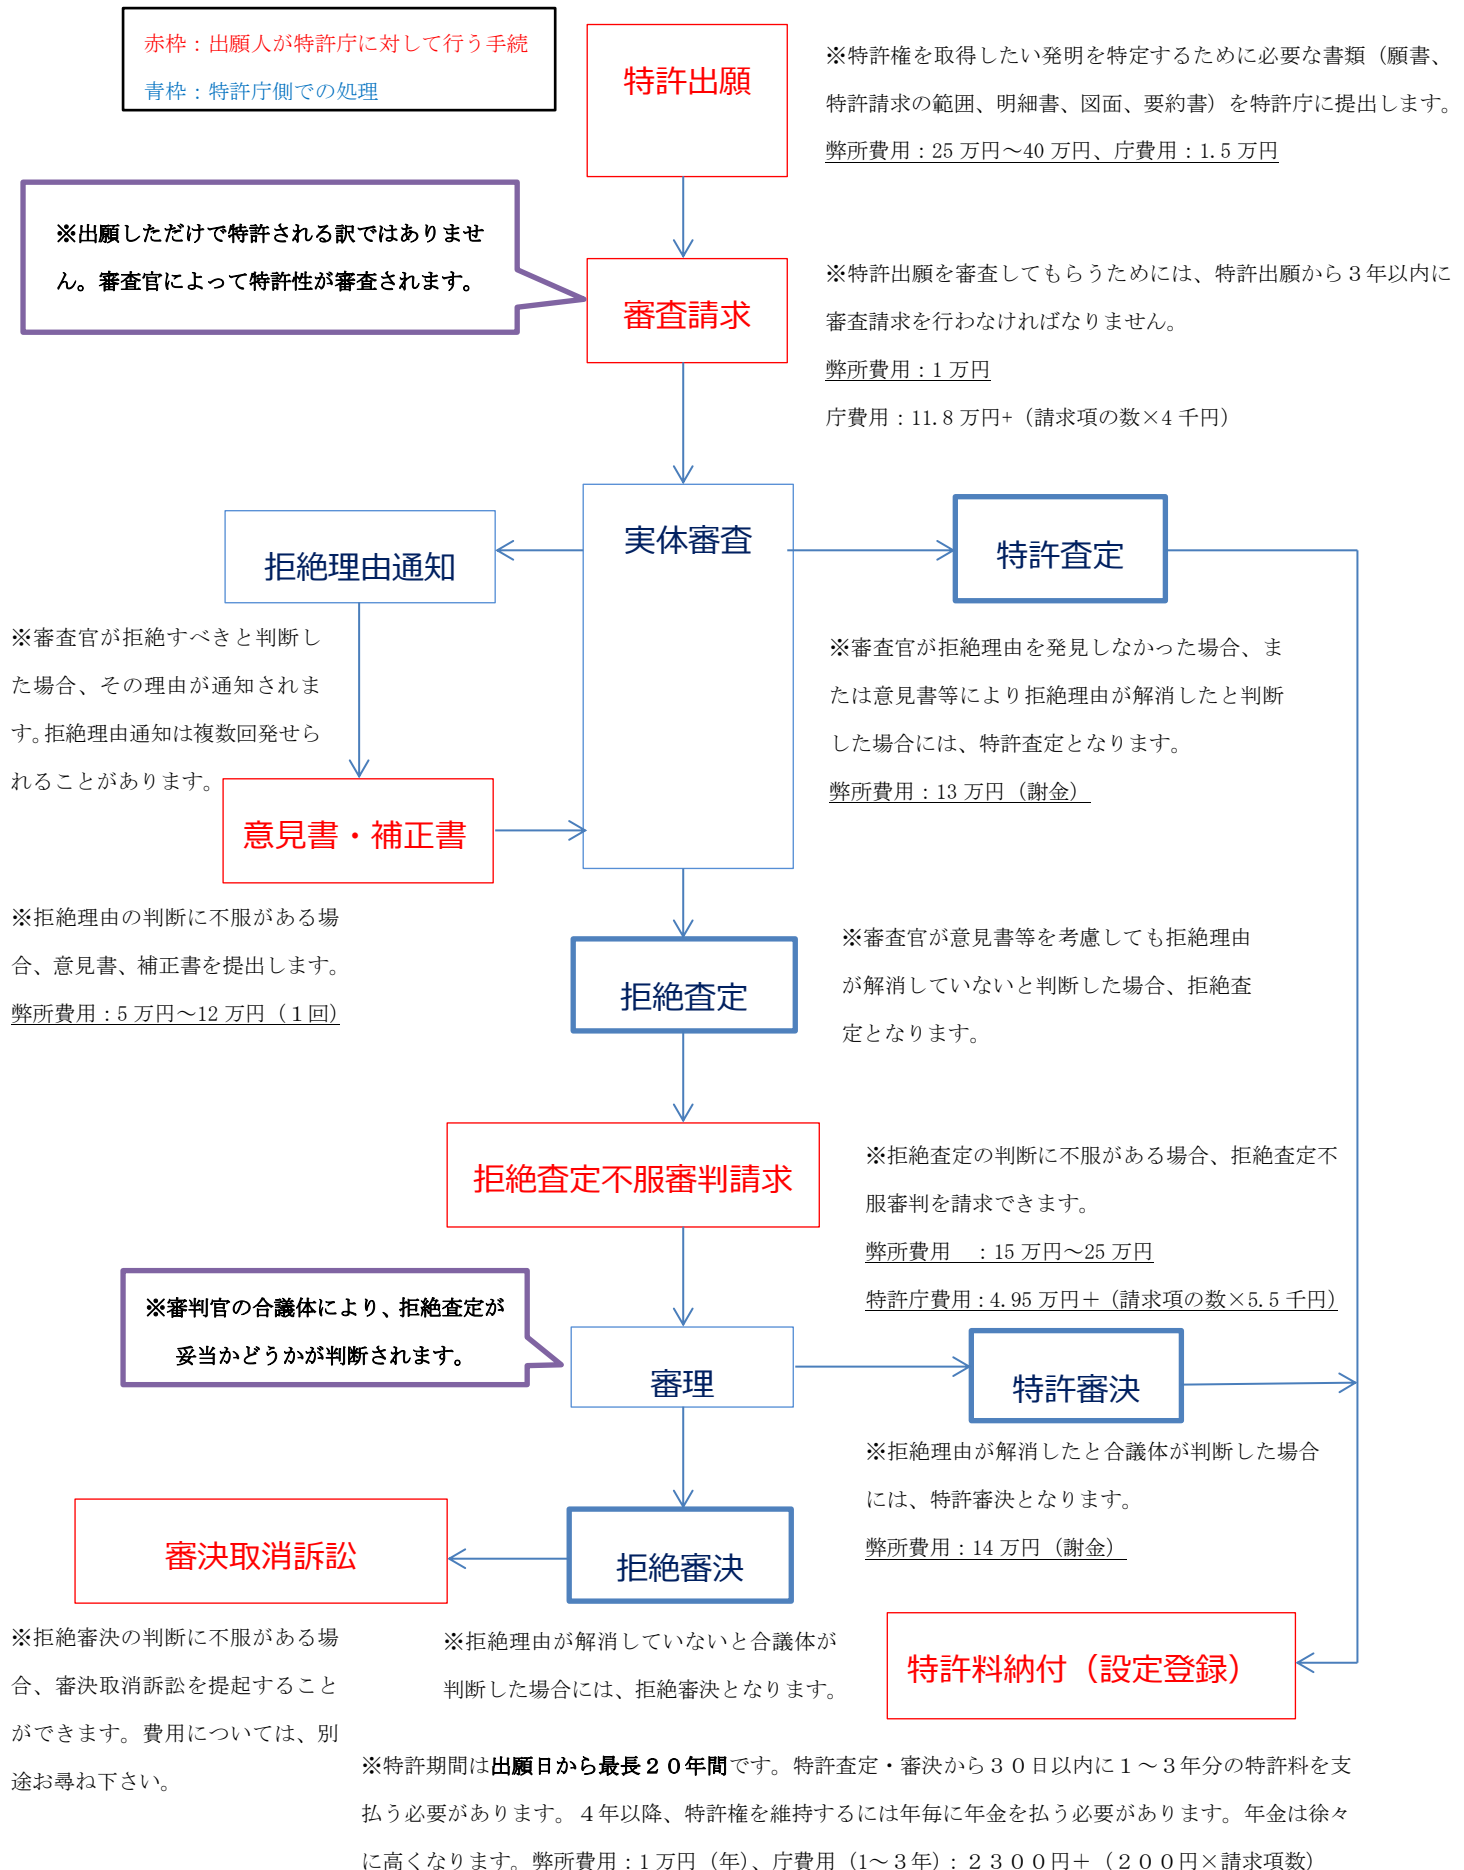 赤枠：出願人が特許庁に対して行う手続
青枠：特許庁側での処理
特許出願
※特許権を取得したい発明を特定するために必要な書類（願書、
特許請求の範囲、明細書、図面、要約書）を特許庁に提出します。
弊所費用：25 万円～40 万円、庁費用：1.5 万円
※出願しただけで特許される訳ではありませ
ん。審査官によって特許性が審査されます。
審査請求
※特許出願を審査してもらうためには、特許出願から３年以内に
審査請求を行わなければなりません。
弊所費用：1 万円
庁費用：11.8 万円+（請求項の数×4 千円）
実体審査
拒絶理由通知
特許査定
※審査官が拒絶すべきと判断し
た場合、その理由が通知されま
す。拒絶理由通知は複数回発せら
れることがあります。
※審査官が拒絶理由を発見しなかった場合、ま
たは意見書等により拒絶理由が解消したと判断
した場合には、特許査定となります。
弊所費用：13 万円（謝金）
意見書・補正書
※拒絶理由の判断に不服がある場
合、意見書、補正書を提出します。
弊所費用：5 万円～12 万円（１回）
拒絶査定
※審査官が意見書等を考慮しても拒絶理由
が解消していないと判断した場合、拒絶査
定となります。
拒絶査定不服審判請求
※拒絶査定の判断に不服がある場合、拒絶査定不
服審判を請求できます。
弊所費用　：15 万円～25 万円
特許庁費用：4.95 万円＋（請求項の数×5.5 千円）
※審判官の合議体により、拒絶査定が
妥当かどうかが判断されます。
審理
特許審決
※拒絶理由が解消したと合議体が判断した場合
には、特許審決となります。
弊所費用：14 万円（謝金）
審決取消訴訟
拒絶審決
※拒絶審決の判断に不服がある場
合、審決取消訴訟を提起すること
ができます。費用については、別
途お尋ね下さい。
※拒絶理由が解消していないと合議体が
判断した場合には、拒絶審決となります。
特許料納付（設定登録）
※特許期間は出願日から最長２０年間です。特許査定・審決から３０日以内に１～３年分の特許料を支
払う必要があります。４年以降、特許権を維持するには年毎に年金を払う必要があります。年金は徐々
に高くなります。弊所費用：1 万円（年）、庁費用（1～３年）：２３００円＋（２００円×請求項数）